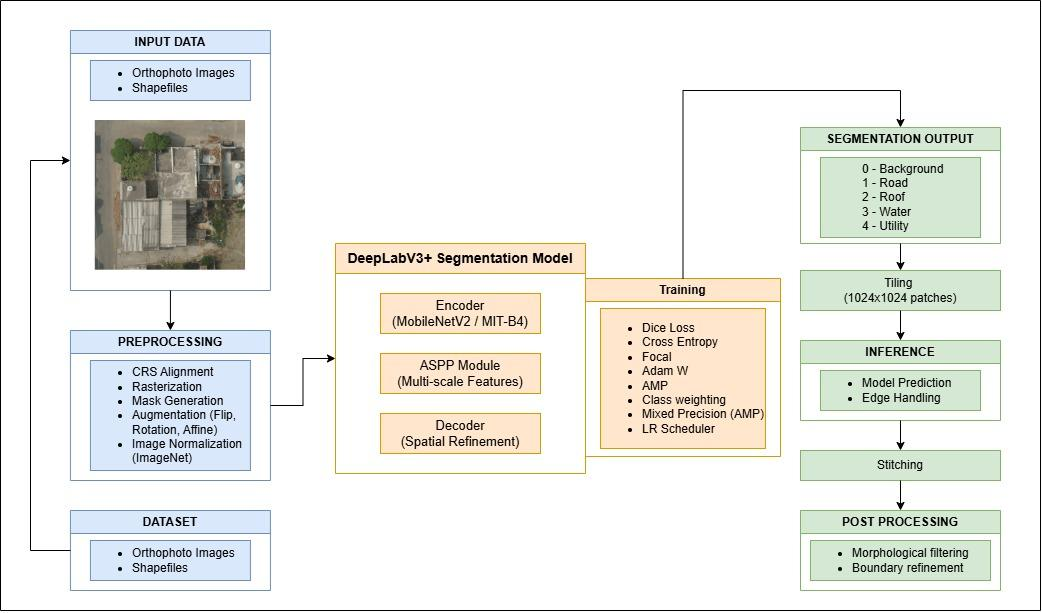 INPUT DATA
Orthophoto Images
Shapefiles
PREPROCESSING
CRS Alignment
Rasterization
Mask Generation
Augmentation (Flip,
Rotation, Affine)
Image Normalization
(ImageNet)
DATASET
Orthophoto Images
Shapefiles
DeepLabV3+ Segmentation Model
Encoder
(MobileNetV2 / MIT-B4)
ASPP Module
(Multi-scale Features)
Decoder
(Spatial Refinement)
Training
Dice Loss
Cross Entropy
Focal
Adam W
AMP
Class weighting
Mixed Precision (AMP)
LR Scheduler
SEGMENTATION OUTPUT
0 - Background
1 - Road
2 - Roof
3 - Water
4 - Utility
Tiling
(1024x1024 patches)
INFERENCE
Model Prediction
Edge Handling
Stitching
POST PROCESSING
Morphological filtering
Boundary refinement